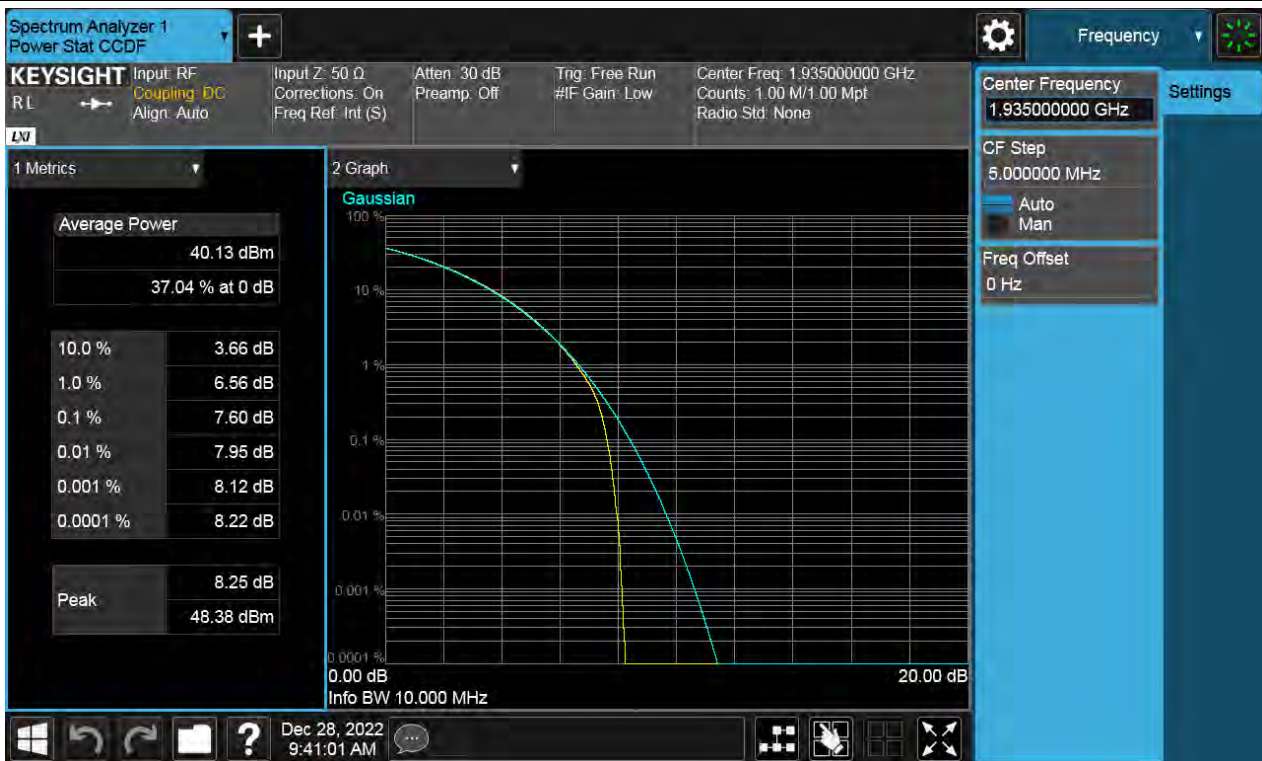 Spectrum Analyzer 1
Power Stat CCDF
+
Frequency
KEYSIGHT
RL
LXI
Input: RF
Coupling: DC
Align: Auto
Input Z: 50 Ω
Corrections: On
Freq Ref: Int (S)
Atten: 30 dB
Preamp: Off
Trig: Free Run
#IF Gain: Low
Center Freq: 1.935000000 GHz
Counts: 1.00 M/1.00 Mpt
Radio Std: None
Center Frequency
1.935000000 GHz
Settings
CF Step
5.000000 MHz
Auto
Man
Freq Offset
0 Hz
1 Metrics
Average Power
40.13 dBm
37.04 % at 0 dB
10.0 % 3.66 dB
1.0 % 6.56 dB
0.1 % 7.60 dB
0.01 % 7.95 dB
0.001 % 8.12 dB
0.0001 % 8.22 dB
Peak
8.25 dB
48.38 dBm
2 Graph
Gaussian
100 %
10 %
1 %
0.1 %
0.01 %
0.001 %
0.0001 %
0.00 dB 20.00 dB
Info BW 10.000 MHz
?
Dec 28, 2022
9:41:01 AM